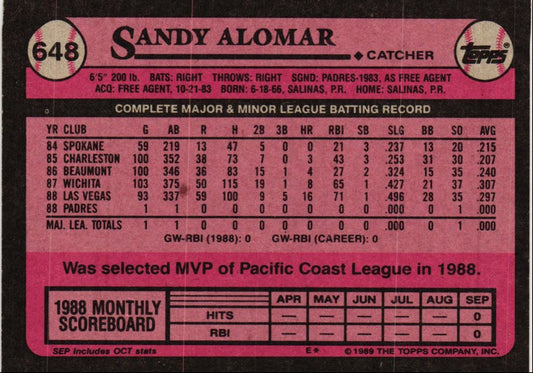 648
SANDY ALOMAR
◆ CATCHER
Topps
6'5" 200 lb. BATS: RIGHT THROWS: RIGHT SGND: PADRES-1983, AS FREE AGENT
ACQ: FREE AGENT, 10-21-83 BORN: 6-18-66, SALINAS, P.R. HOME: SALINAS, P.R.
COMPLETE MAJOR & MINOR LEAGUE BATTING RECORD
YR CLUB G AB R H 2B 3B HR RBI SB SLG BB SO AVG
84 SPOKANE 59 219 13 47 5 0 0 21 3 .237 13 20 .215
85 CHARLESTON 100 352 38 73 7 0 3 43 3 .253 31 30 .207
86 BEAUMONT 100 346 36 83 15 1 4 27 2 .324 15 35 .240
87 WICHITA 103 375 50 115 19 1 8 65 1 .427 21 37 .307
88 LAS VEGAS 93 337 59 100 9 5 16 71 1 .496 28 35 .297
88 PADRES 1 1 0 0 0 0 0 0 0 .000 0 1 .000
MAJ. LEA. TOTALS 1 1 0 0 0 0 0 0 0 .000 0 1 .000
GW-RBI (1988): 0 GW-RBI (CAREER): 0
Was selected MVP of Pacific Coast League in 1988.
1988 MONTHLY SCOREBOARD
APR MAY JUN JUL AUG SEP
HITS — — — — — 0
RBI — — — — — 0
SEP includes OCT stats E* © 1989 THE TOPPS COMPANY, INC.